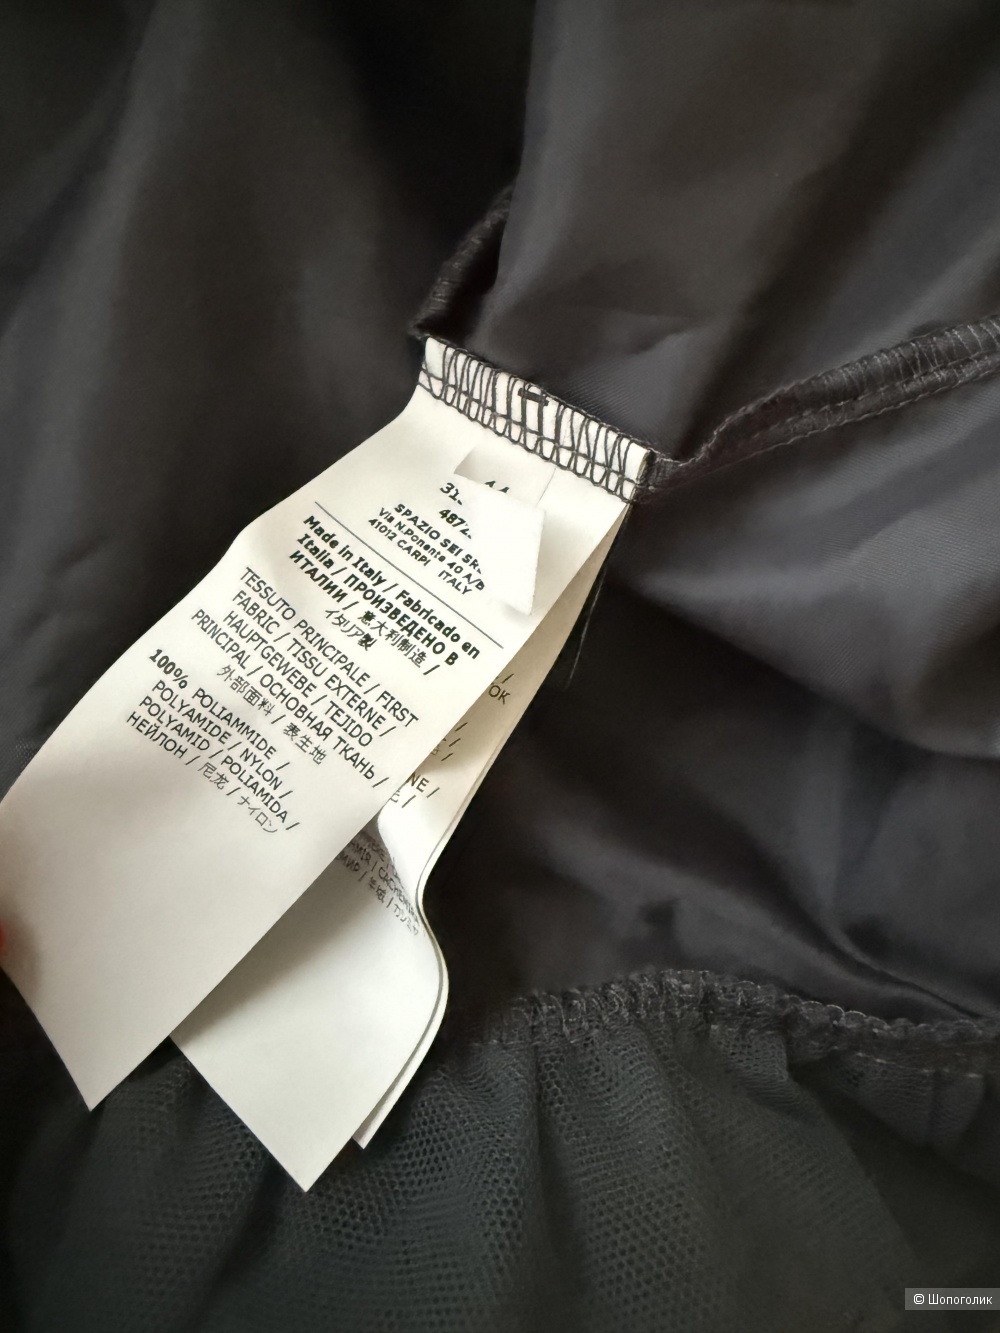 44
31
487
SPAZIO SEI SR
Via N.Ponente 40 A/B
41012 CARPI ITALY
Made in Italy / Fabricado en
Italia / ПРОИЗВЕДЕНО В
ИТАЛИИ / 意大利制造 /
イタリア製
TESSUTO PRINCIPALE / FIRST
FABRIC / TISSU EXTERNE /
HAUPTGEWEBE / TEJIDO
PRINCIPAL / ОСНОВНАЯ ТКАНЬ /
外部面料 / 表生地
100% POLIAMMIDE /
POLYAMIDE / NYLON /
POLYAMID / POLIAMIDA /
НЕЙЛОН / 尼龙 / ナイロン
© Шопоголик